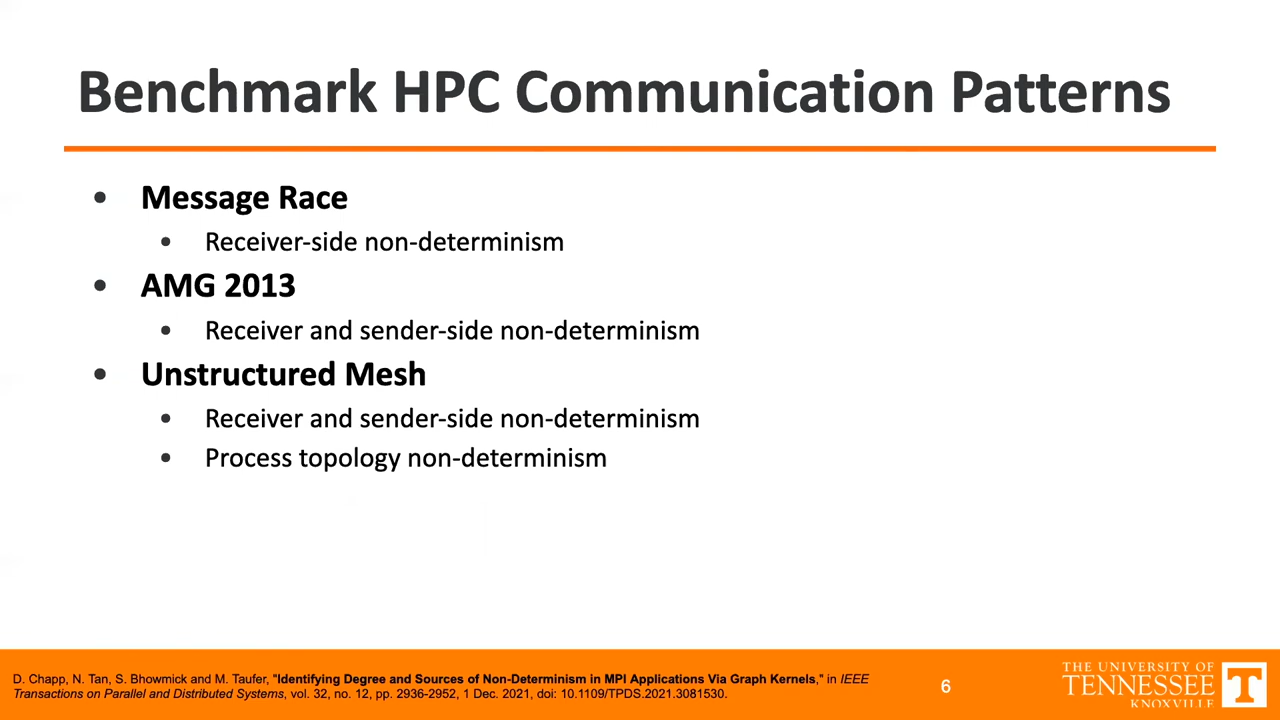 Benchmark HPC Communication Patterns
• Message Race
• Receiver-side non-determinism
• AMG 2013
• Receiver and sender-side non-determinism
• Unstructured Mesh
• Receiver and sender-side non-determinism
• Process topology non-determinism
D. Chapp, N. Tan, S. Bhowmick and M. Taufer, "Identifying Degree and Sources of Non-Determinism in MPI Applications Via Graph Kernels," in IEEE
Transactions on Parallel and Distributed Systems, vol. 32, no. 12, pp. 2936-2952, 1 Dec. 2021, doi: 10.1109/TPDS.2021.3081530.
6
THE UNIVERSITY OF
TENNESSEE
KNOXVILLE
T